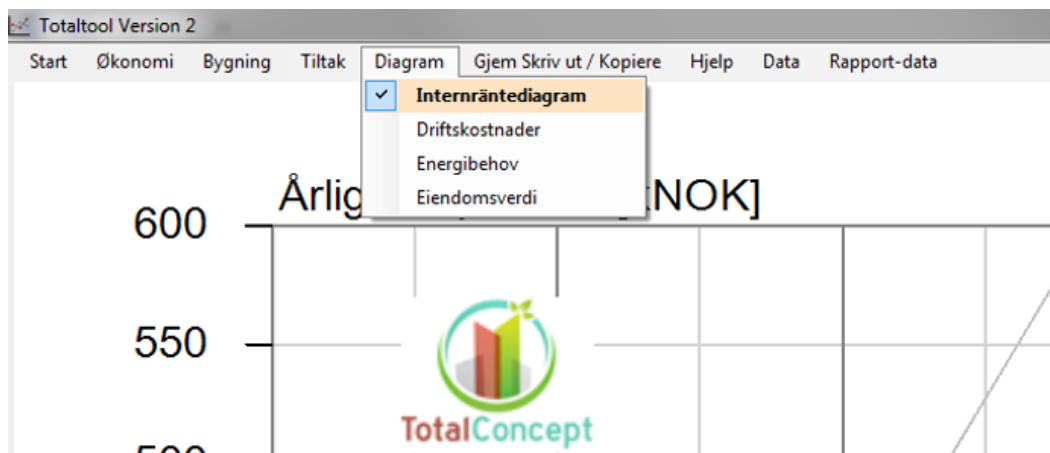 Totaltool Version 2
Start Økonomi Bygning Tiltak Diagram Gjem Skriv ut / Kopiere Hjelp Data Rapport-data
Internräntediagram
Driftskostnader
Energibehov
Eiendomsverdi
NOK]
600
550
TotalConcept